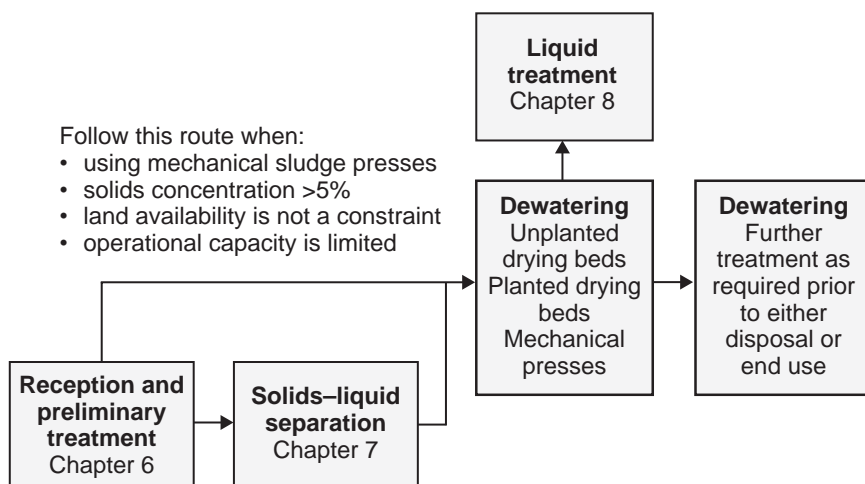 Liquid
treatment
Chapter 8
Follow this route when:
• using mechanical sludge presses
• solids concentration >5%
• land availability is not a constraint
• operational capacity is limited
Dewatering
Unplanted
drying beds
Planted drying
beds
Mechanical
presses
Dewatering
Further
treatment as
required prior
to either
disposal or
end use
Reception and
preliminary
treatment
Chapter 6
Solids–liquid
separation
Chapter 7